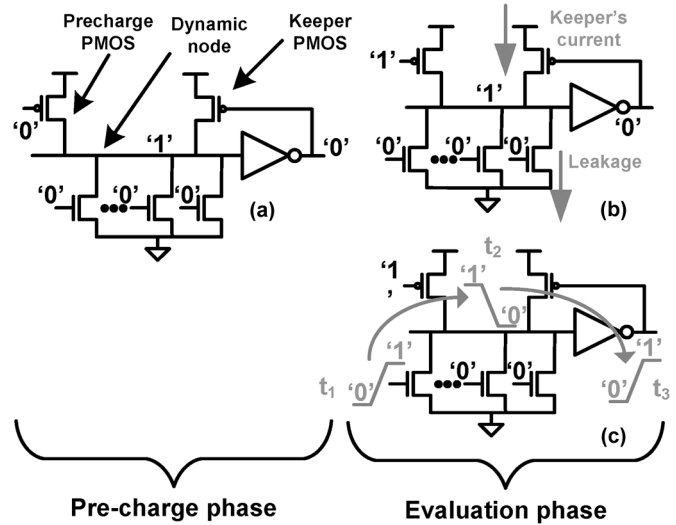 Precharge
PMOS
Dynamic
node
Keeper
PMOS
‘0’
‘1’
‘0’
‘0’
‘0’
‘0’
(a)
Keeper's
current
‘1’
‘1’
‘0’
‘0’
‘0’
‘0’
Leakage
(b)
t2
‘1’
‘1’
‘0’
‘1’
‘1’
t1
‘0’
‘0’
‘0’
‘0’
t3
(c)
Pre-charge phase
Evaluation phase